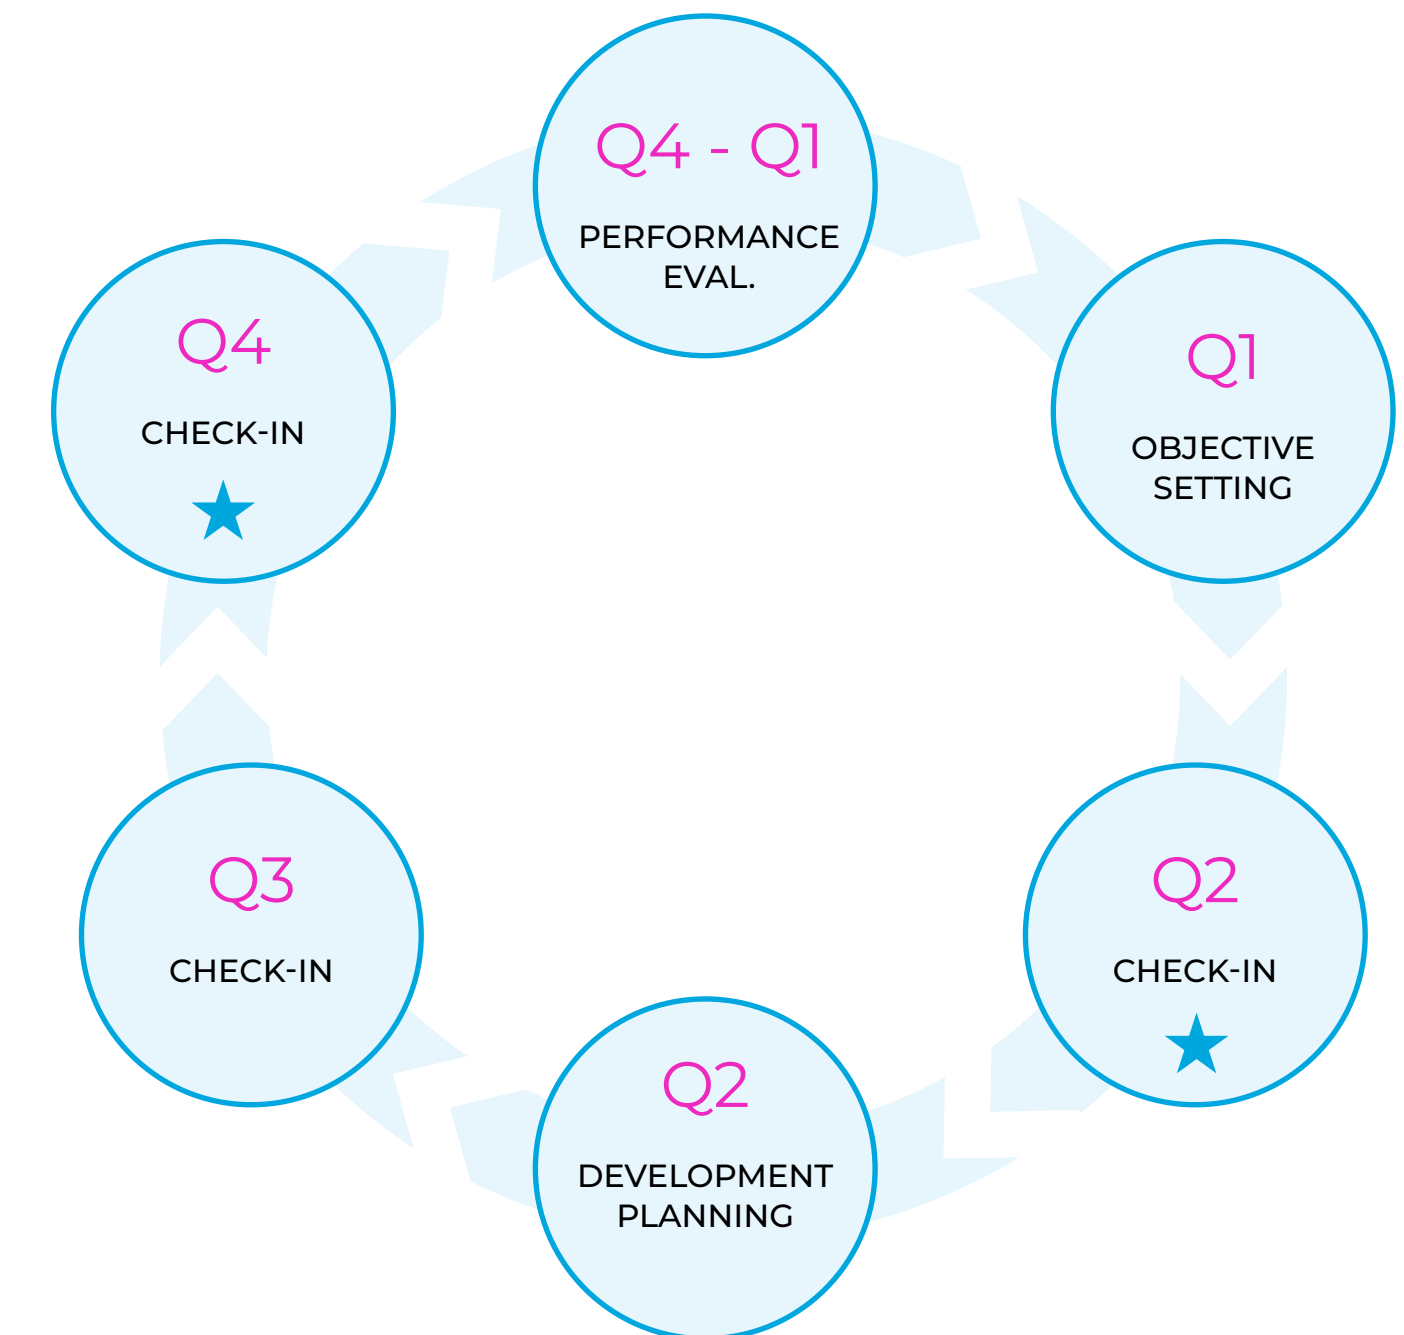 Q4 - Q1
PERFORMANCE
EVAL.
Q1
OBJECTIVE
SETTING
Q2
CHECK-IN
Q2
DEVELOPMENT
PLANNING
Q3
CHECK-IN
Q4
CHECK-IN